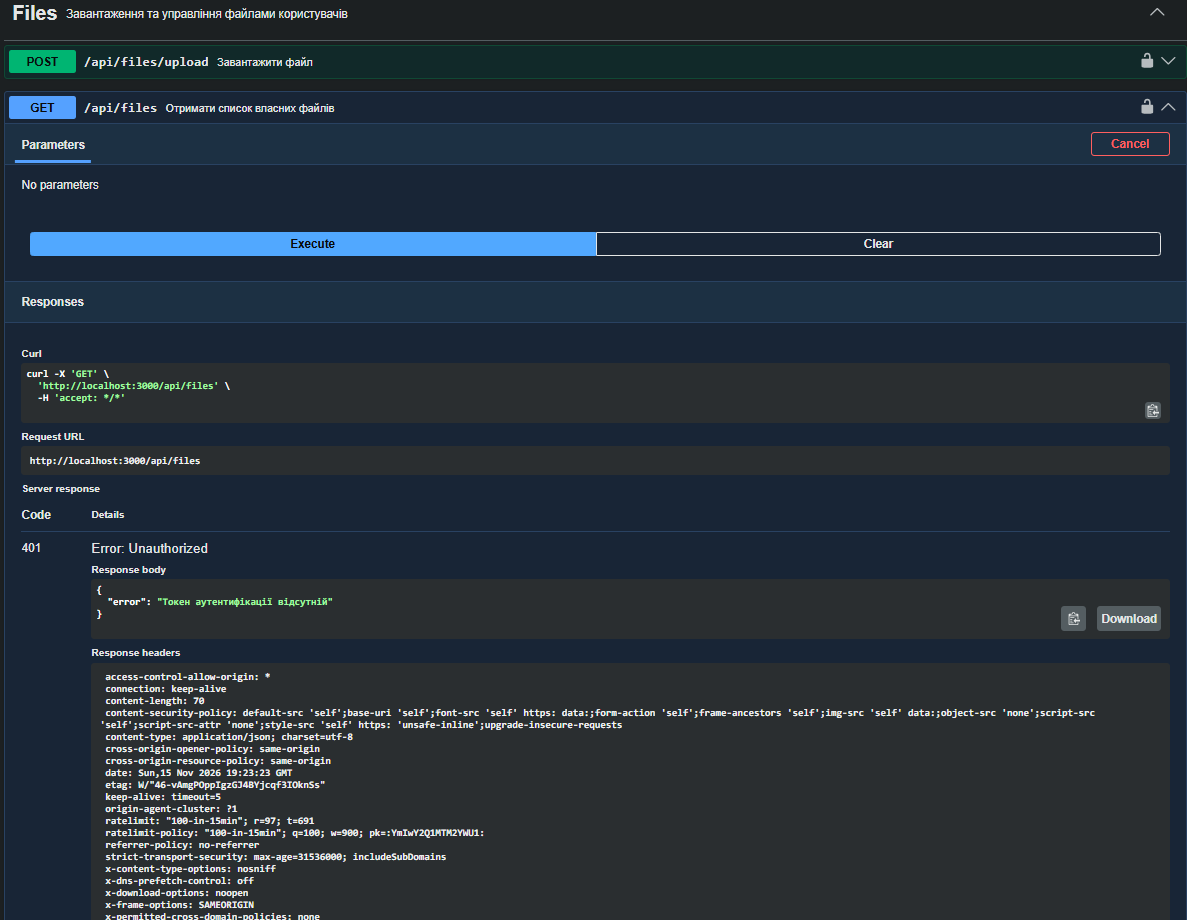 Files Завантаження та управління файлами користувачів
POST /api/files/upload Завантажити файл
GET /api/files Отримати список власних файлів
Parameters
Cancel
No parameters
Execute
Clear
Responses
Curl
curl -X 'GET' \
'http://localhost:3000/api/files' \
-H 'accept: */*'
Request URL
http://localhost:3000/api/files
Server response
Code Details
401 Error: Unauthorized
Response body
{
"error": "Токен аутентифікації відсутній"
}
Download
Response headers
access-control-allow-origin: *
connection: keep-alive
content-length: 70
content-security-policy: default-src 'self';base-uri 'self';font-src 'self' https: data:;form-action 'self';frame-ancestors 'self';img-src 'self' data:;object-src 'none';script-src
'self';script-src-attr 'none';style-src 'self' https: 'unsafe-inline';upgrade-insecure-requests
content-type: application/json; charset=utf-8
cross-origin-opener-policy: same-origin
cross-origin-resource-policy: same-origin
date: Sun,15 Nov 2026 19:23:23 GMT
etag: W/"46-vAmgPOppIgzGJ4BYjcqf3IOknSs"
keep-alive: timeout=5
origin-agent-cluster: ?1
ratelimit: "100-in-15min"; r=97; t=691
ratelimit-policy: "100-in-15min"; q=100; w=900; pk=:YmIwY2Q1MTM2YWU1:
referrer-policy: no-referrer
strict-transport-security: max-age=31536000; includeSubDomains
x-content-type-options: nosniff
x-dns-prefetch-control: off
x-download-options: noopen
x-frame-options: SAMEORIGIN
x-permitted-cross-domain-policies: none